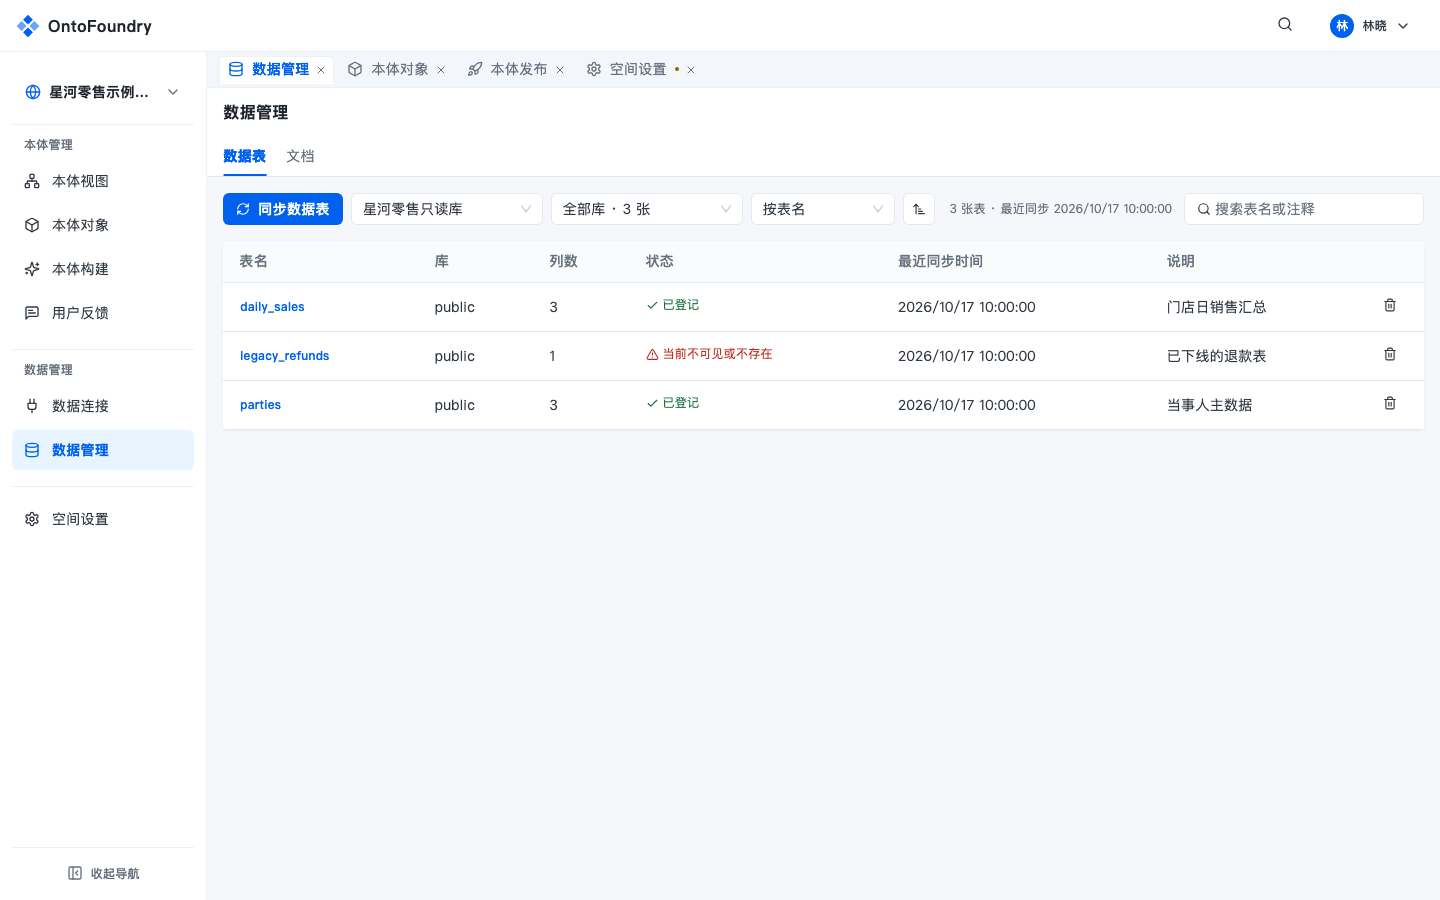 OntoFoundry
林 林晓
星河零售示例...
本体管理
本体视图
本体对象
本体构建
用户反馈
数据管理
数据连接
数据管理
空间设置
收起导航
数据管理 本体对象 本体发布 空间设置
数据管理
数据表 文档
同步数据表 星河零售只读库 全部库 · 3 张 按表名 3 张表 · 最近同步 2026/10/17 10:00:00 搜索表名或注释
表名 库 列数 状态 最近同步时间 说明
daily_sales public 3 已登记 2026/10/17 10:00:00 门店日销售汇总
legacy_refunds public 1 当前不可见或不存在 2026/10/17 10:00:00 已下线的退款表
parties public 3 已登记 2026/10/17 10:00:00 当事人主数据